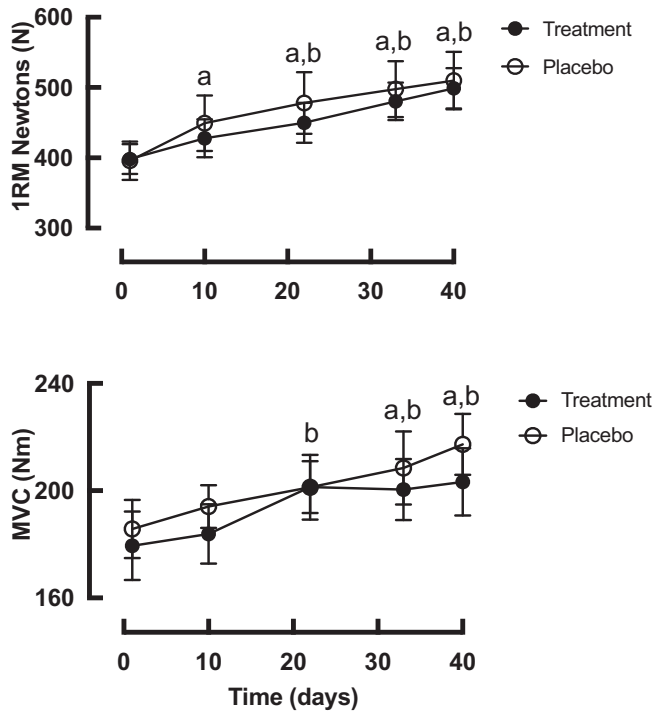 600
500
400
300
1RM Newtons (N)
a
a,b
a,b
a,b
Treatment
Placebo
0 10 20 30 40
240
200
160
MVC (Nm)
b
a,b
a,b
Treatment
Placebo
0 10 20 30 40
Time (days)